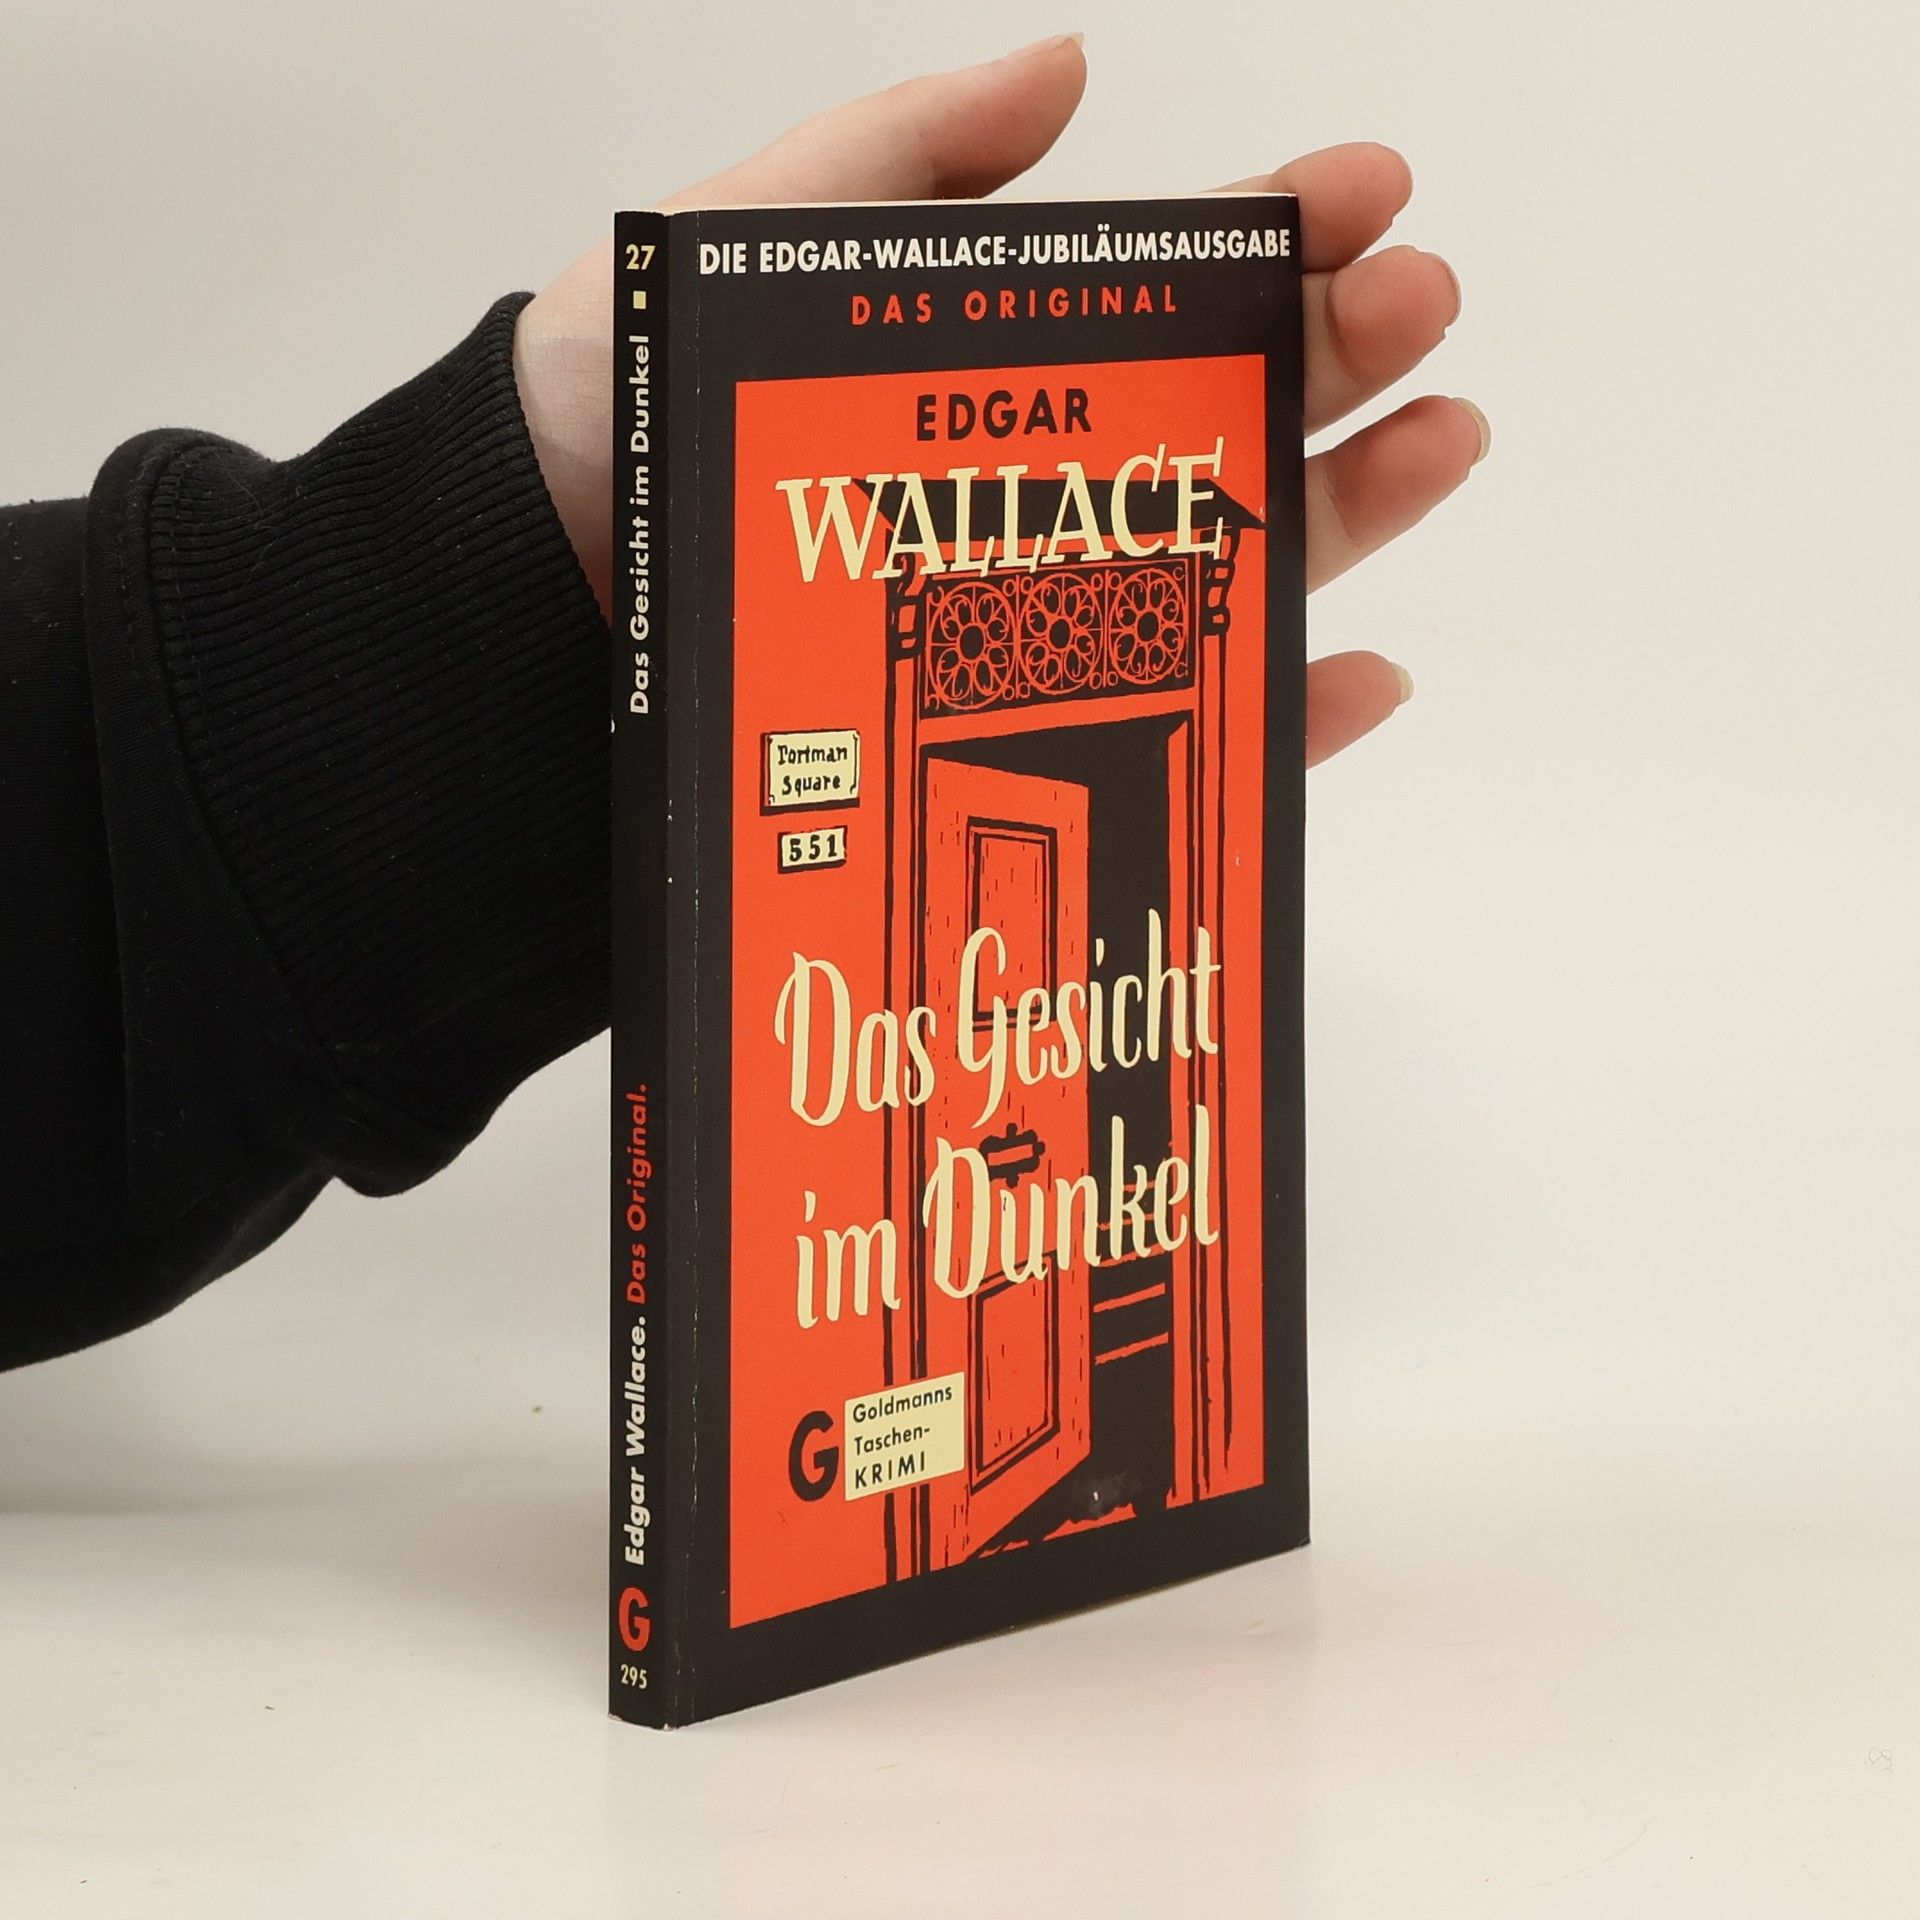 27 ■ Das Gesicht im Dunkel
Edgar Wallace. Das Original.
G
295
DIE EDGAR-WALLACE-JUBILÄUMSAUSGABE
DAS ORIGINAL
EDGAR
WALLACE
Portman
Square
551
Das Gesicht
im Dunkel
G
Goldmanns
Taschen-
KRIMI